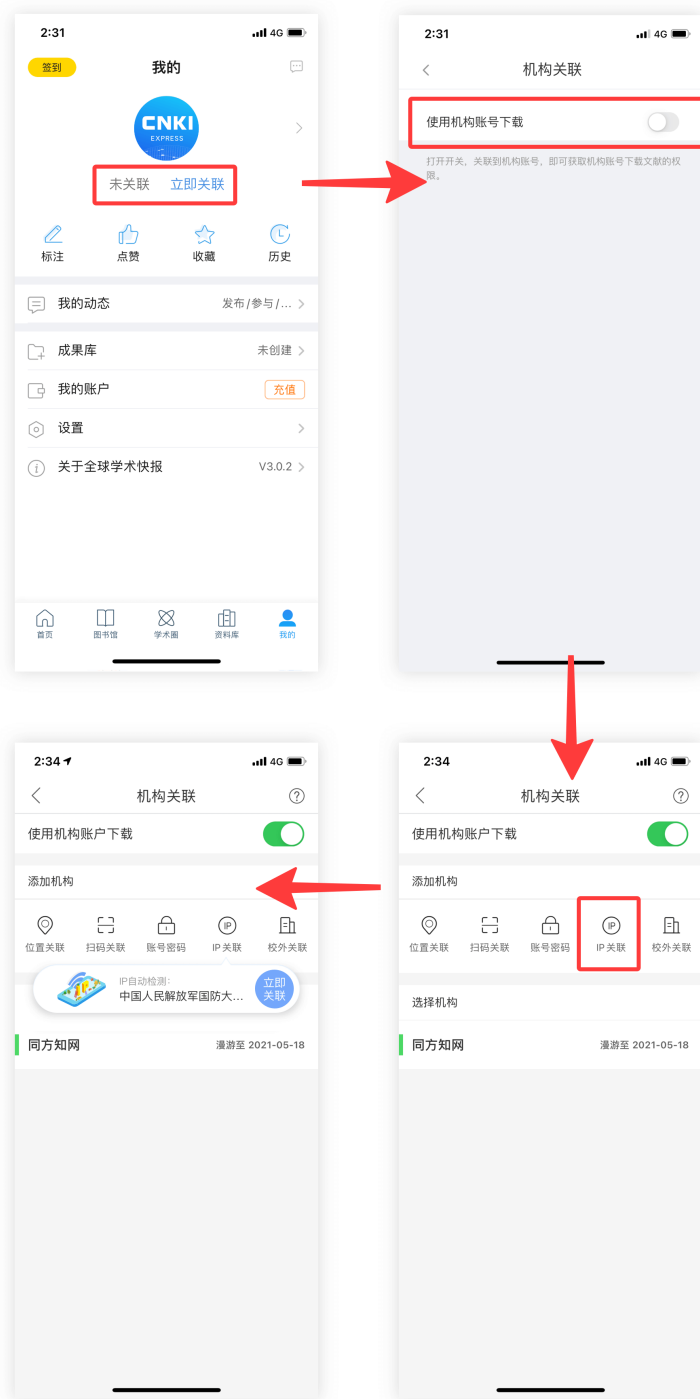 2:31
4G
签到
我的
CNKI
EXPRESS
未关联 立即关联
标注 点赞 收藏 历史
我的动态 发布/参与/...
成果库 未创建
我的账户 充值
设置
关于全球学术快报 V3.0.2
首页 图书馆 学术圈 资料库 我的
2:31
4G
机构关联
使用机构账号下载
打开开关，关联到机构账号，即可获取机构账号下载文献的权
限。
2:34
4G
机构关联
使用机构账户下载
添加机构
位置关联 扫码关联 账号密码 IP关联 校外关联
IP
选择机构
同方知网 漫游至 2021-05-18
2:34
4G
机构关联
使用机构账户下载
添加机构
IP
位置关联 扫码关联 账号密码 IP关联 校外关联
IP自动检测：
中国人民解放军国防大...
立即
关联
同方知网 漫游至 2021-05-18